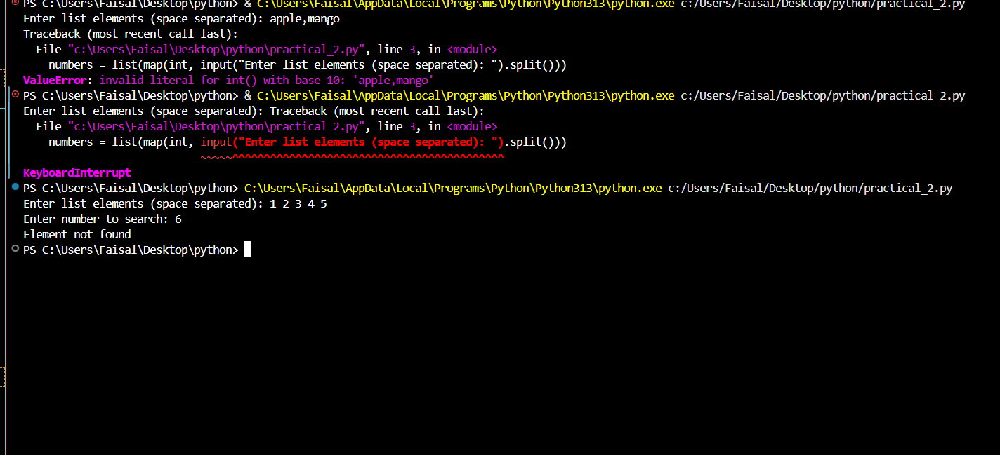 PS C:\Users\Faisal\Desktop\python> & C:\Users\Faisal\AppData\Local\Programs\Python\Python313\python.exe c:/Users/Faisal/Desktop/python/practical_2.py
Enter list elements (space separated): apple,mango
Traceback (most recent call last):
  File "c:\Users\Faisal\Desktop\python\practical_2.py", line 3, in <module>
    numbers = list(map(int, input("Enter list elements (space separated): ").split()))
ValueError: invalid literal for int() with base 10: 'apple,mango'
PS C:\Users\Faisal\Desktop\python> & C:\Users\Faisal\AppData\Local\Programs\Python\Python313\python.exe c:/Users/Faisal/Desktop/python/practical_2.py
Enter list elements (space separated): Traceback (most recent call last):
  File "c:\Users\Faisal\Desktop\python\practical_2.py", line 3, in <module>
    numbers = list(map(int, input("Enter list elements (space separated): ").split()))
                            ~~~~~^^^^^^^^^^^^^^^^^^^^^^^^^^^^^^^^^^^^^^^^^^^
KeyboardInterrupt
PS C:\Users\Faisal\Desktop\python> C:\Users\Faisal\AppData\Local\Programs\Python\Python313\python.exe c:/Users/Faisal/Desktop/python/practical_2.py
Enter list elements (space separated): 1 2 3 4 5
Enter number to search: 6
Element not found
PS C:\Users\Faisal\Desktop\python>